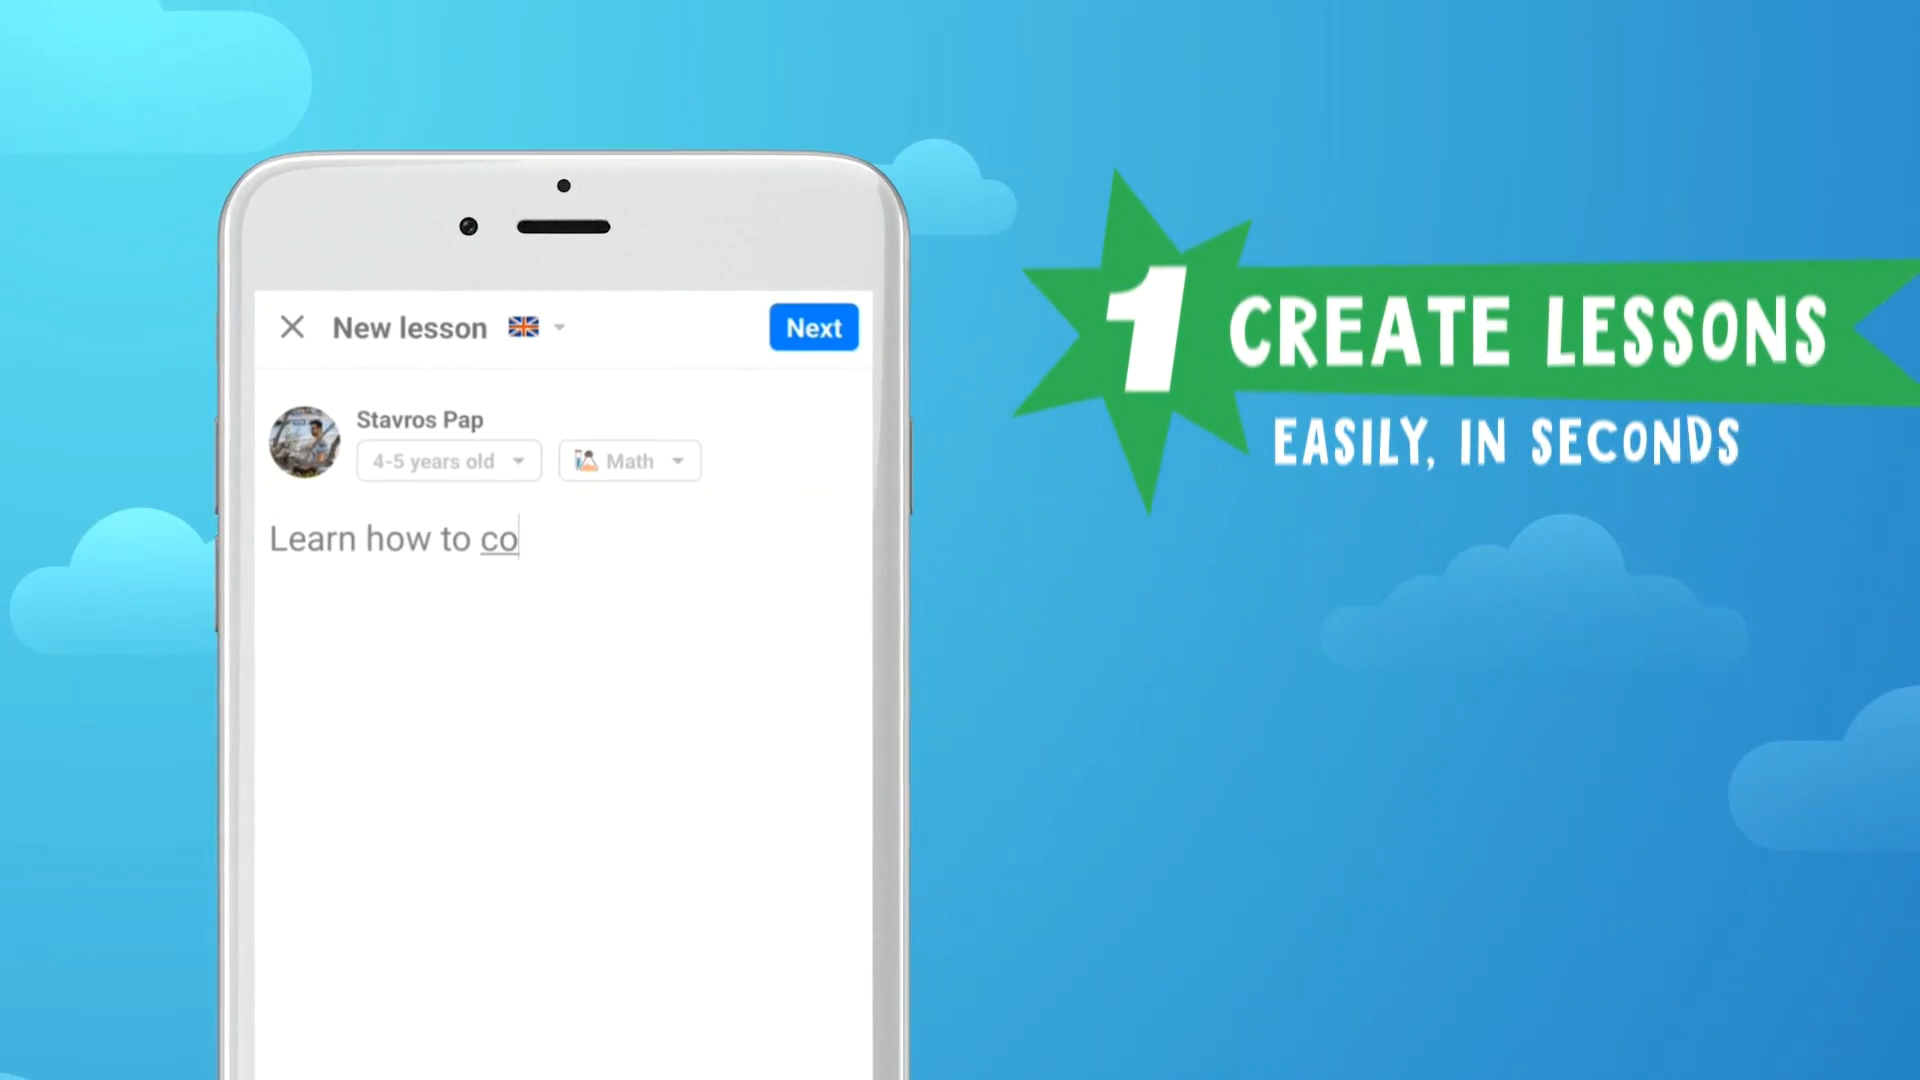 New lesson
Next
Stavros Pap
4-5 years old
Math
Learn how to co
1 CREATE LESSONS
EASILY, IN SECONDS